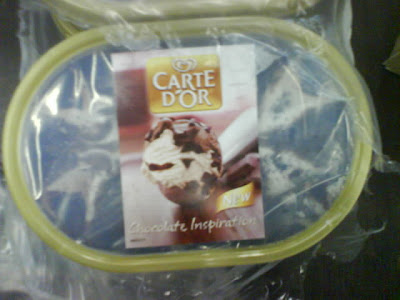 CARTE
D'OR
NEW
Chocolate Inspiration